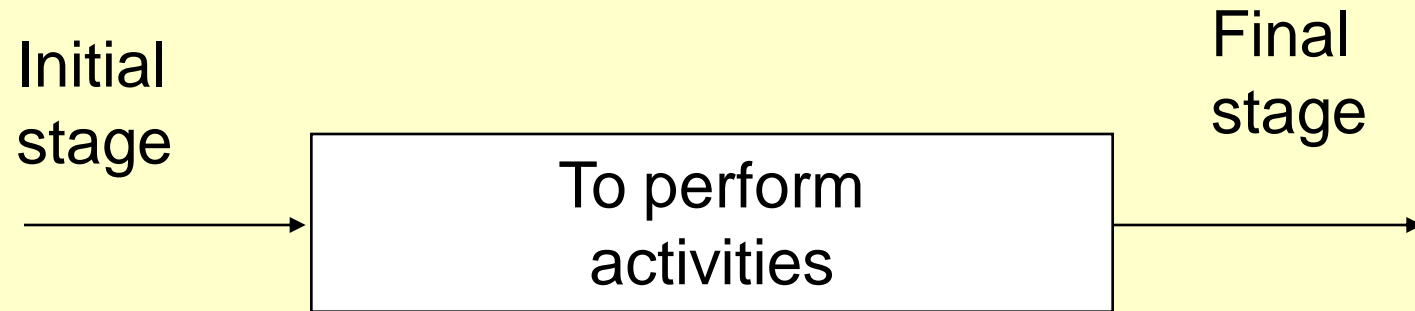 Initial
stage
To perform
activities
Final
stage